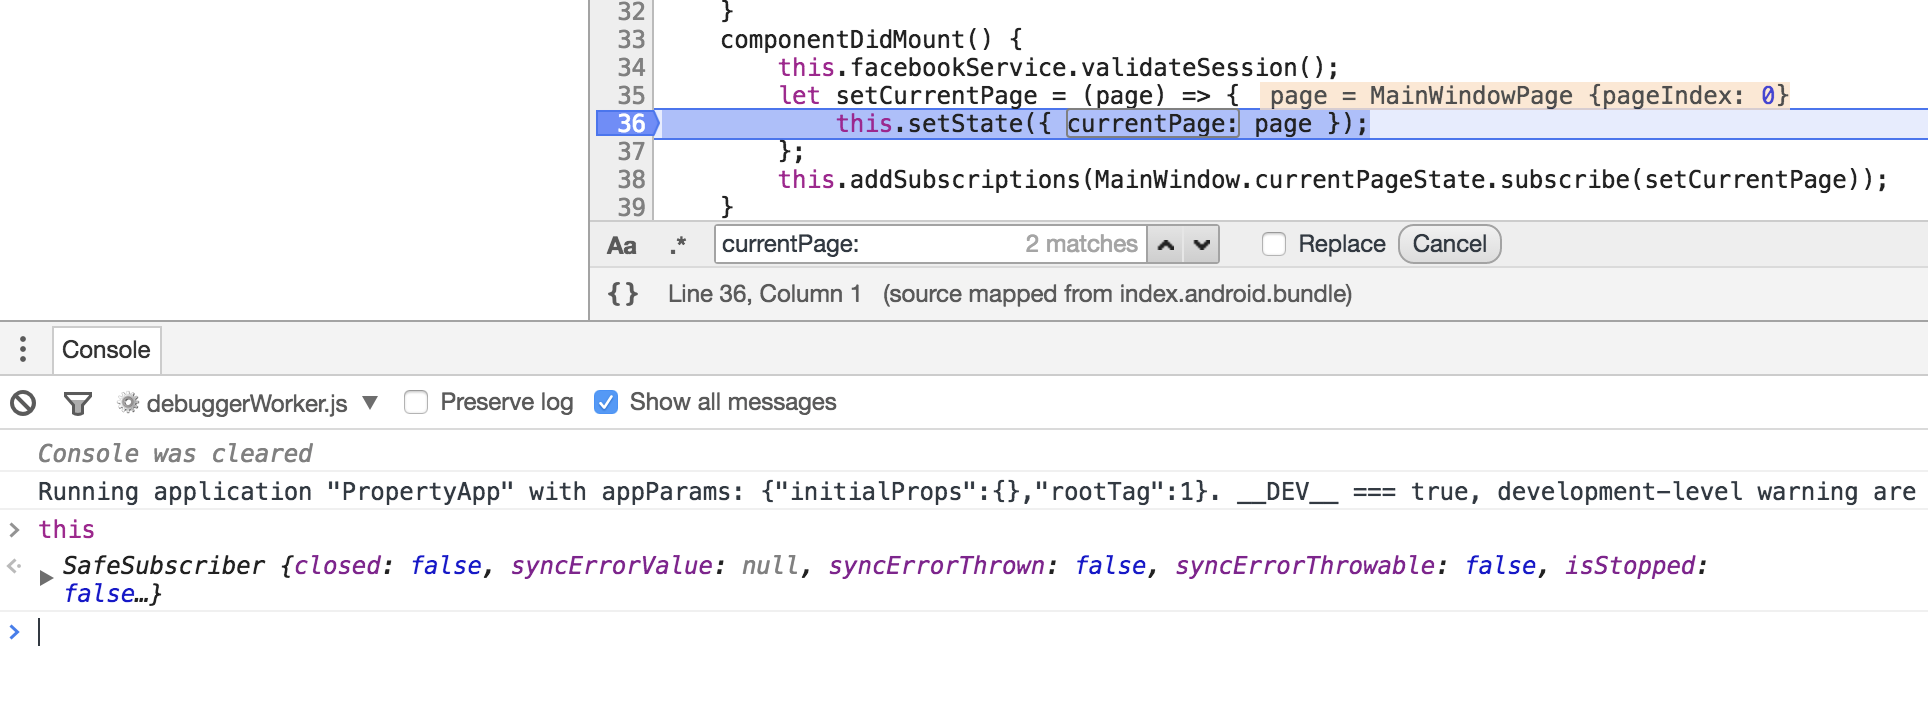 32 }
33 componentDidMount() {
34 this.facebookService.validateSession();
35 let setCurrentPage = (page) => { page = MainWindowPage {pageIndex: 0}
36 this.setState({ currentPage: page });
37 };
38 this.addSubscriptions(MainWindow.currentPageState.subscribe(setCurrentPage));
39 }
Aa .* currentPage: 2 matches Replace Cancel
{} Line 36, Column 1 (source mapped from index.android.bundle)
Console
debuggerWorker.js ▼ Preserve log Show all messages
Console was cleared
Running application "PropertyApp" with appParams: {"initialProps":{},"rootTag":1}. __DEV__ === true, development-level warning are
> this
SafeSubscriber {closed: false, syncErrorValue: null, syncErrorThrown: false, syncErrorThrowable: false, isStopped:
false…}
>